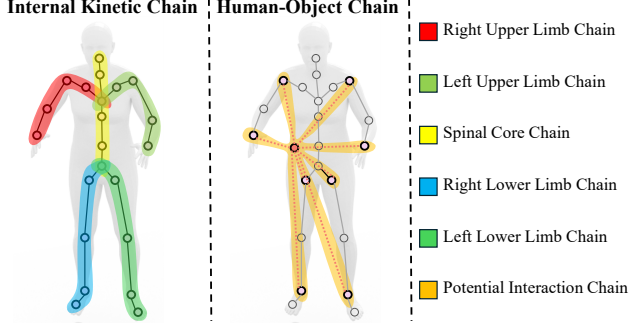 Internal Kinetic Chain
Human-Object Chain
Right Upper Limb Chain
Left Upper Limb Chain
Spinal Core Chain
Right Lower Limb Chain
Left Lower Limb Chain
Potential Interaction Chain